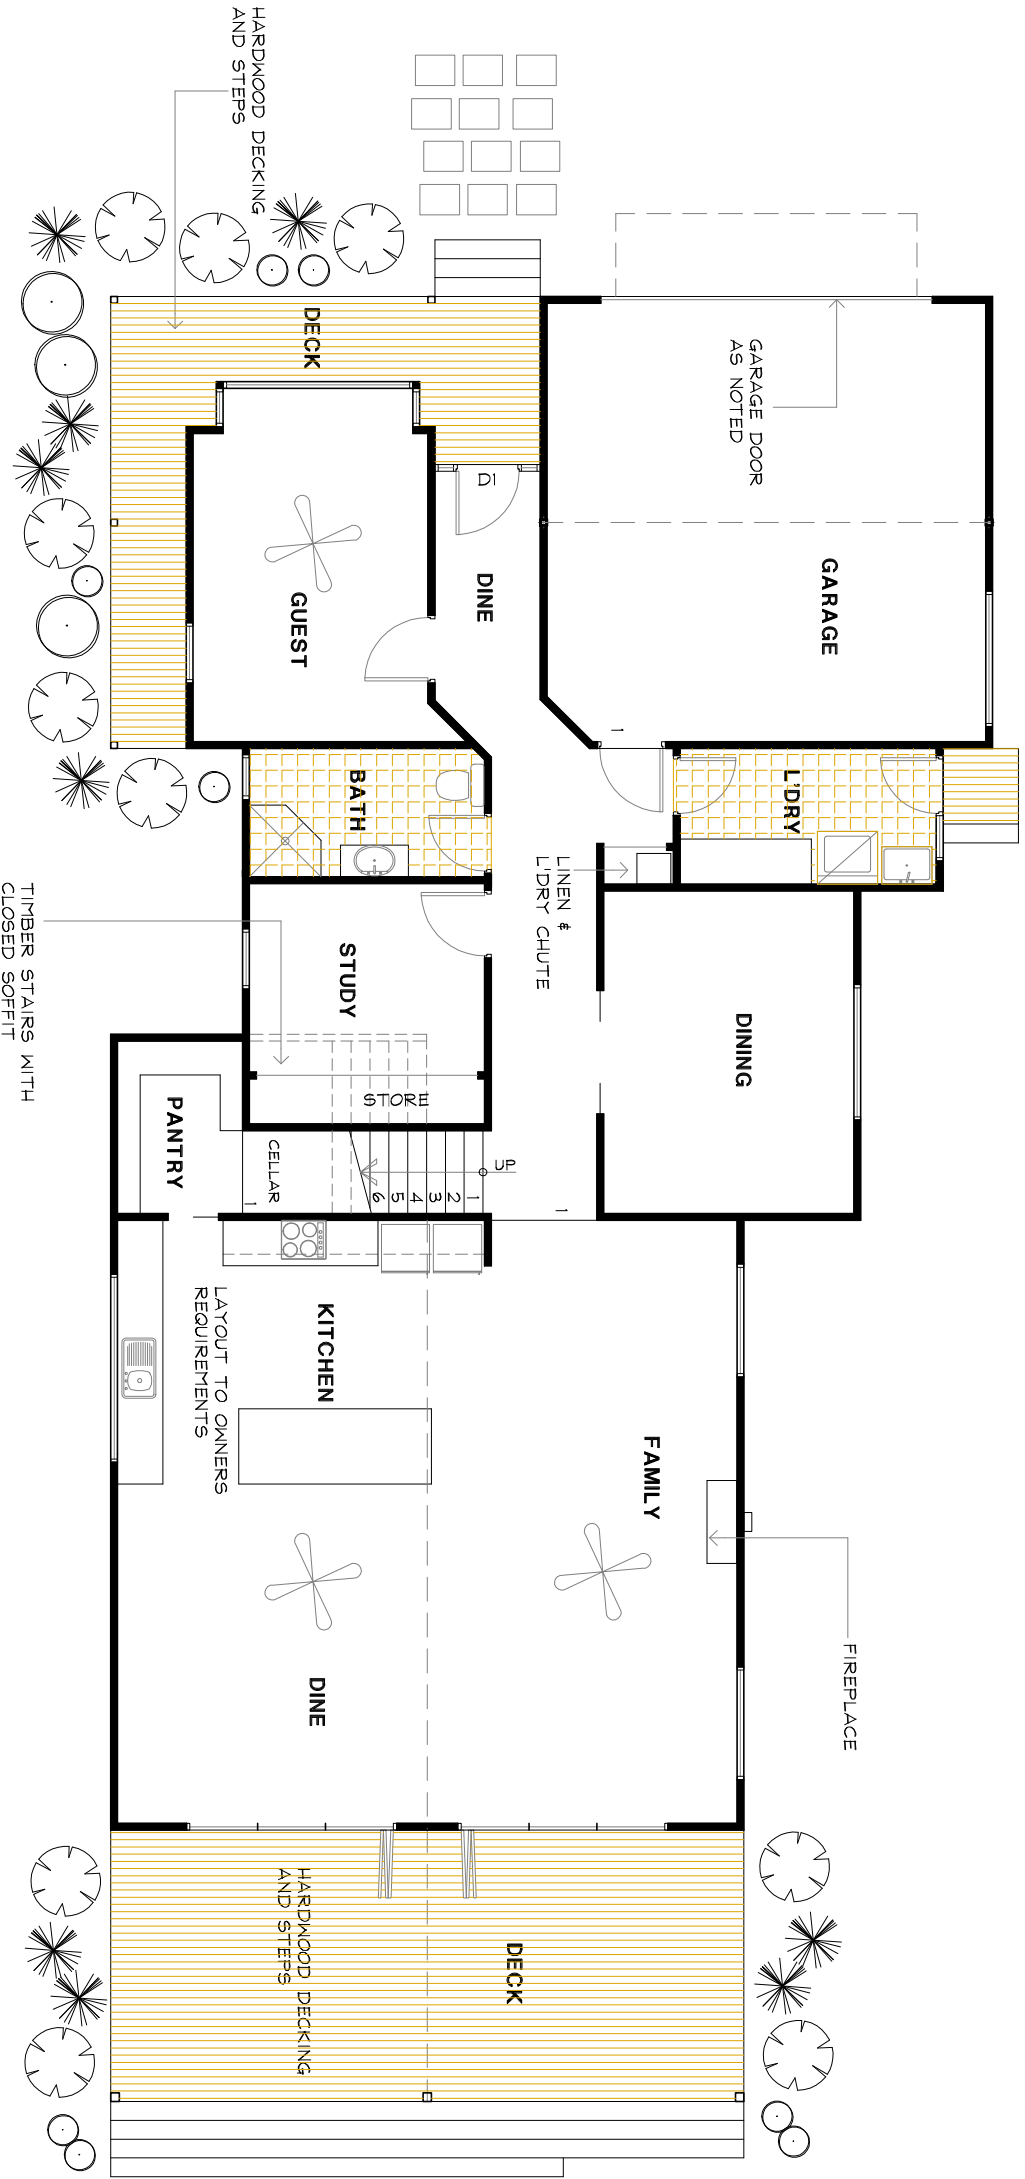 HARDWOOD DECKING
AND STEPS
DECK
GARAGE DOOR
AS NOTED
D1
DINE
GARAGE
GUEST
1
BATH
L'DRY
LINEN &
L'DRY CHUTE
TIMBER STAIRS WITH
CLOSED SOFFIT
STUDY
DINING
STORE
PANTRY
CELLAR
1
UP
6
5
4
3
2
1
1
KITCHEN
LAYOUT TO OWNERS
REQUIREMENTS
FAMILY
FIREPLACE
DINE
HARDWOOD DECKING
AND STEPS
DECK